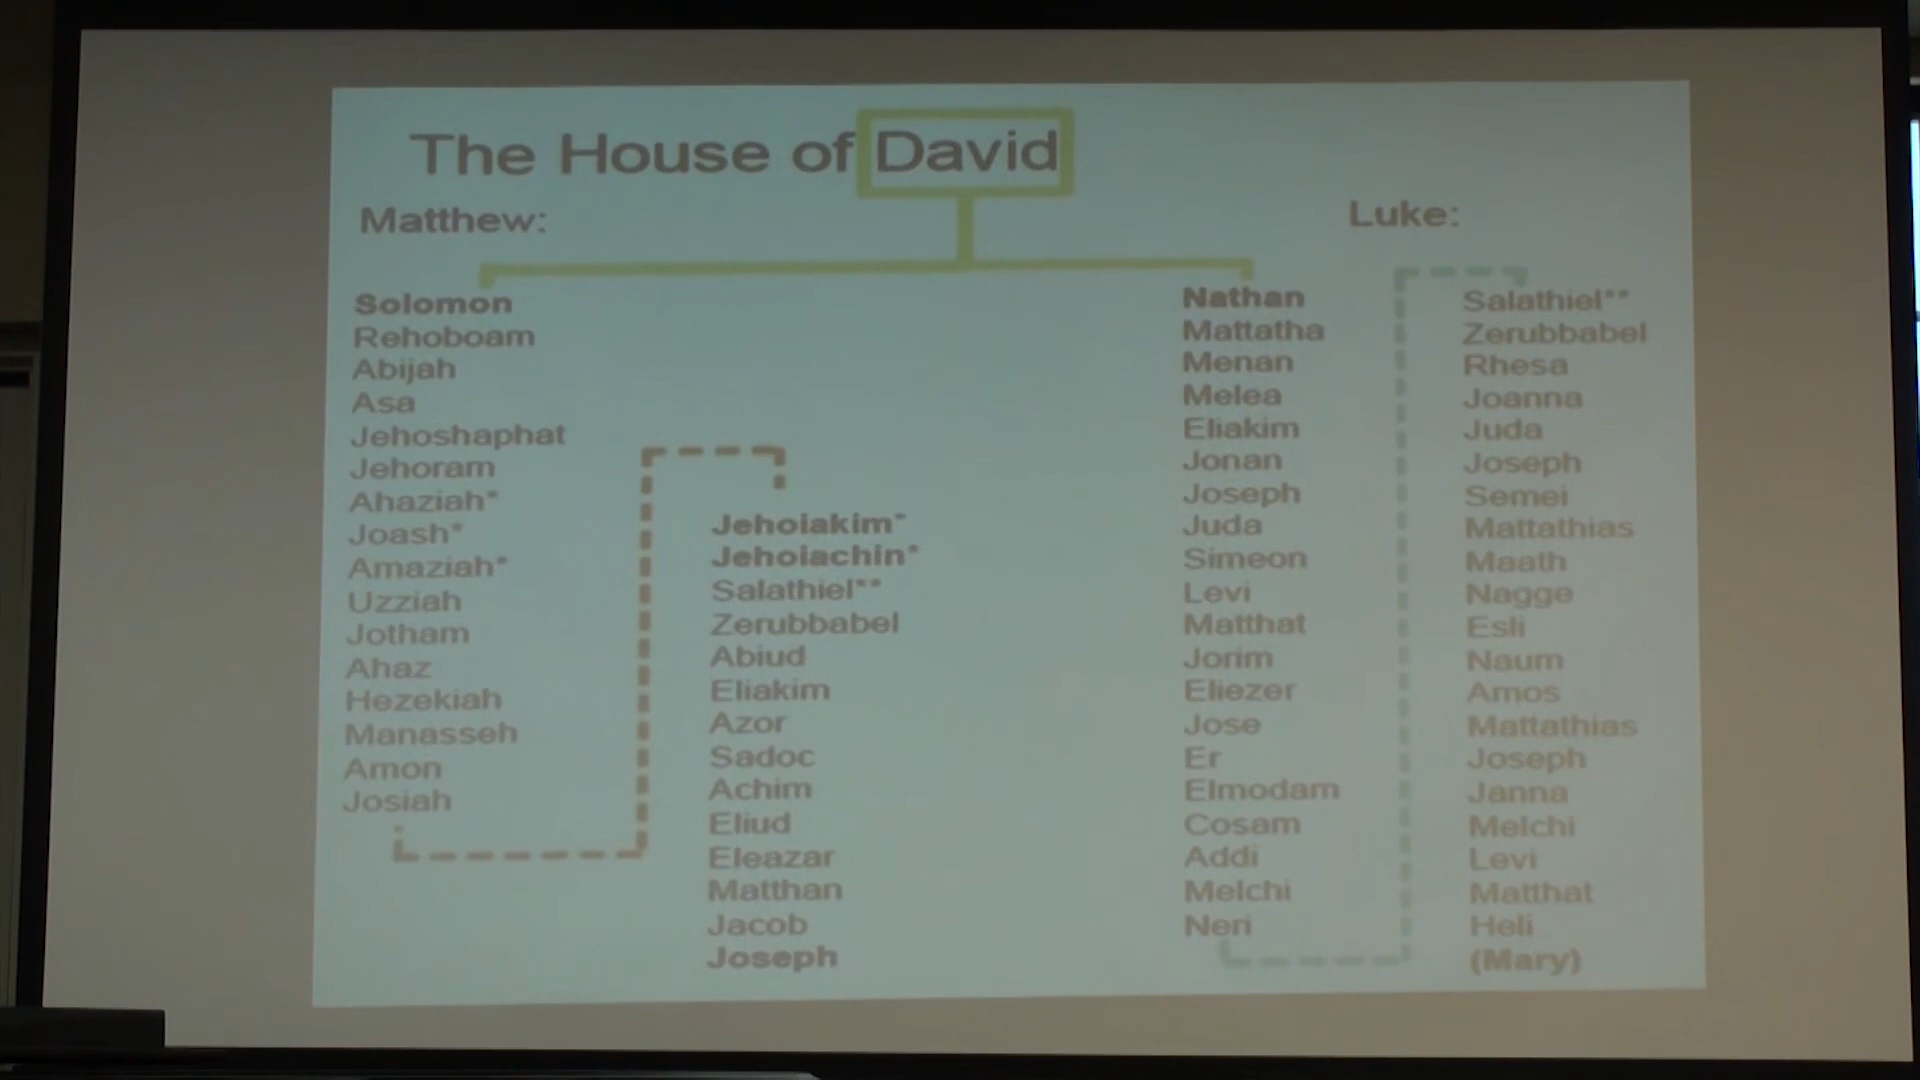 The House of David
Matthew:
Luke:
Solomon
Rehoboam
Abijah
Asa
Jehoshaphat
Jehoram
Ahaziah*
Joash*
Amaziah*
Uzziah
Jotham
Ahaz
Hezekiah
Manasseh
Amon
Josiah
Jehoiakim*
Jehoiachin*
Salathiel**
Zerubbabel
Abiud
Eliakim
Azor
Sadoc
Achim
Eliud
Eleazar
Matthan
Jacob
Joseph
Nathan
Mattatha
Menan
Melea
Eliakim
Jonan
Joseph
Juda
Simeon
Levi
Matthat
Jorim
Eliezer
Jose
Er
Elmodam
Cosam
Addi
Melchi
Neri
Salathiel**
Zerubbabel
Rhesa
Joanna
Juda
Joseph
Semei
Mattathias
Maath
Nagge
Esli
Naum
Amos
Mattathias
Joseph
Janna
Melchi
Levi
Matthat
Heli
(Mary)